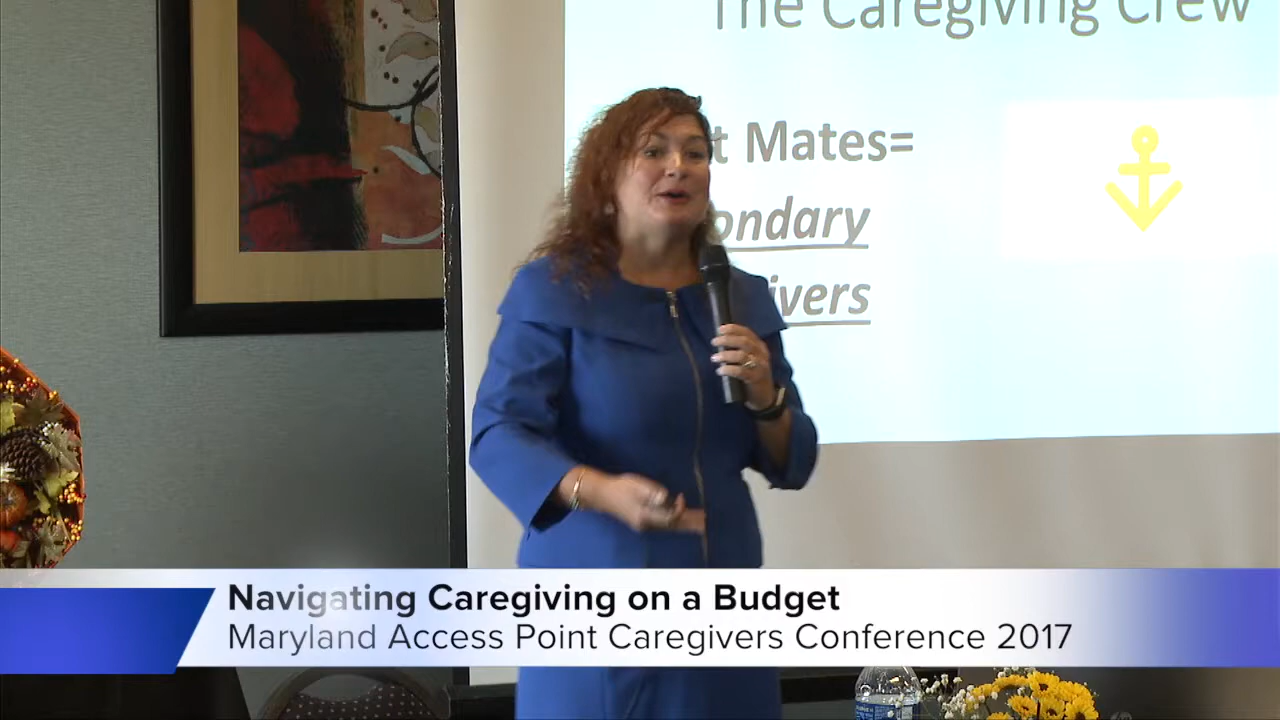 The Caregiving Crew
t Mates=
ondary
ivers
Navigating Caregiving on a Budget
Maryland Access Point Caregivers Conference 2017